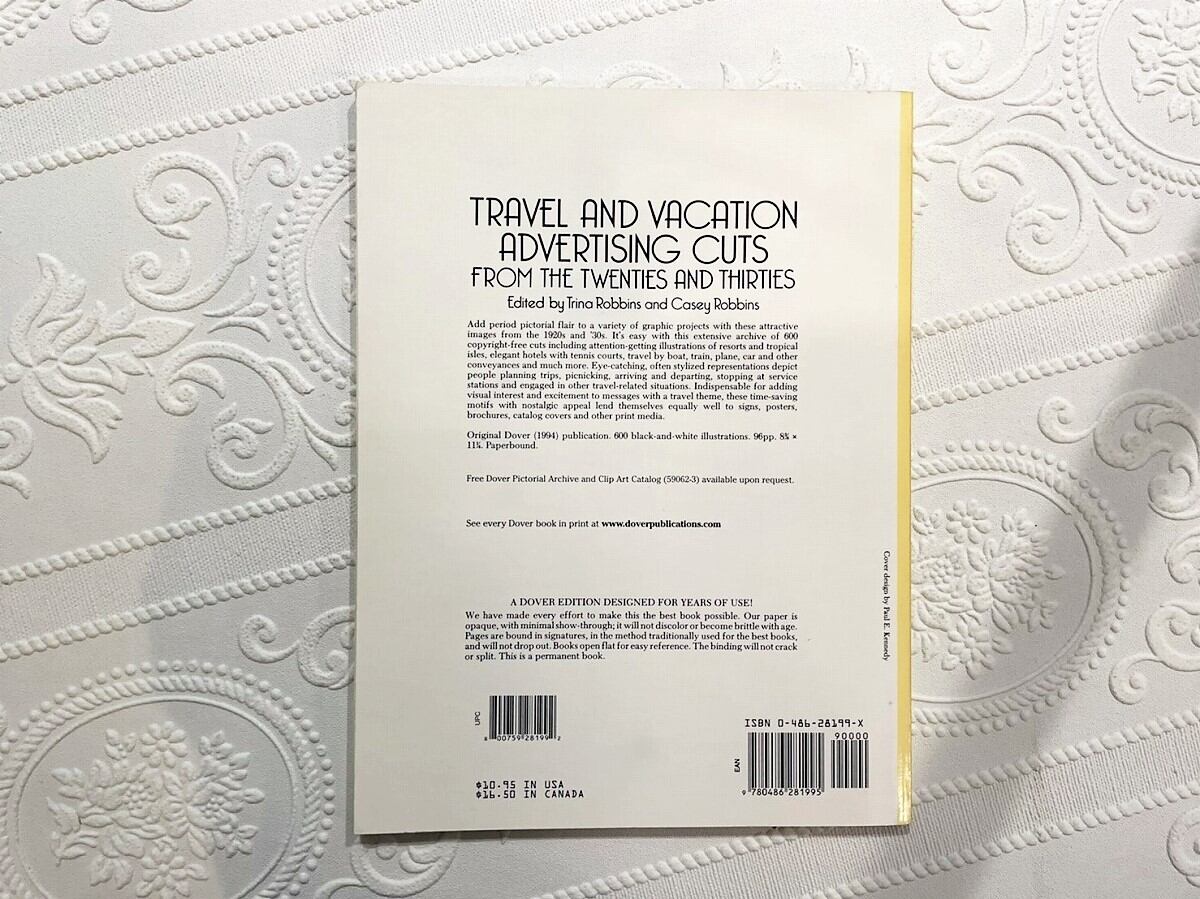 TRAVEL AND VACATION
ADVERTISING CUTS
FROM THE TWENTIES AND THIRTIES
Edited by Trina Robbins and Casey Robbins
Add period pictorial flair to a variety of graphic projects with these attractive
images from the 1920s and '30s. It's easy with this extensive archive of 600
copyright-free cuts including attention-getting illustrations of resorts and tropical
isles, elegant hotels with tennis courts, travel by boat, train, plane, car and other
conveyances and much more. Eye-catching, often stylized representations depict
people planning trips, picnicking, arriving and departing, stopping at service
stations and engaged in other travel-related situations. Indispensable for adding
visual interest and excitement to messages with a travel theme, these time-saving
motifs with nostalgic appeal lend themselves equally well to signs, posters,
brochures, catalog covers and other print media.
Original Dover (1994) publication. 600 black-and-white illustrations. 96pp. 8¾ ×
11¼. Paperbound.
Free Dover Pictorial Archive and Clip Art Catalog (59062-3) available upon request.
See every Dover book in print at www.doverpublications.com
Cover design by Paul E. Kennedy
A DOVER EDITION DESIGNED FOR YEARS OF USE!
We have made every effort to make this the best book possible. Our paper is
opaque, with minimal show-through; it will not discolor or become brittle with age.
Pages are bound in signatures, in the method traditionally used for the best books,
and will not drop out. Books open flat for easy reference. The binding will not crack
or split. This is a permanent book.
UPC
8 00759 28199 2
$10.95 IN USA
$16.50 IN CANADA
ISBN 0-486-28199-X
90000
EAN
9 780486 281995